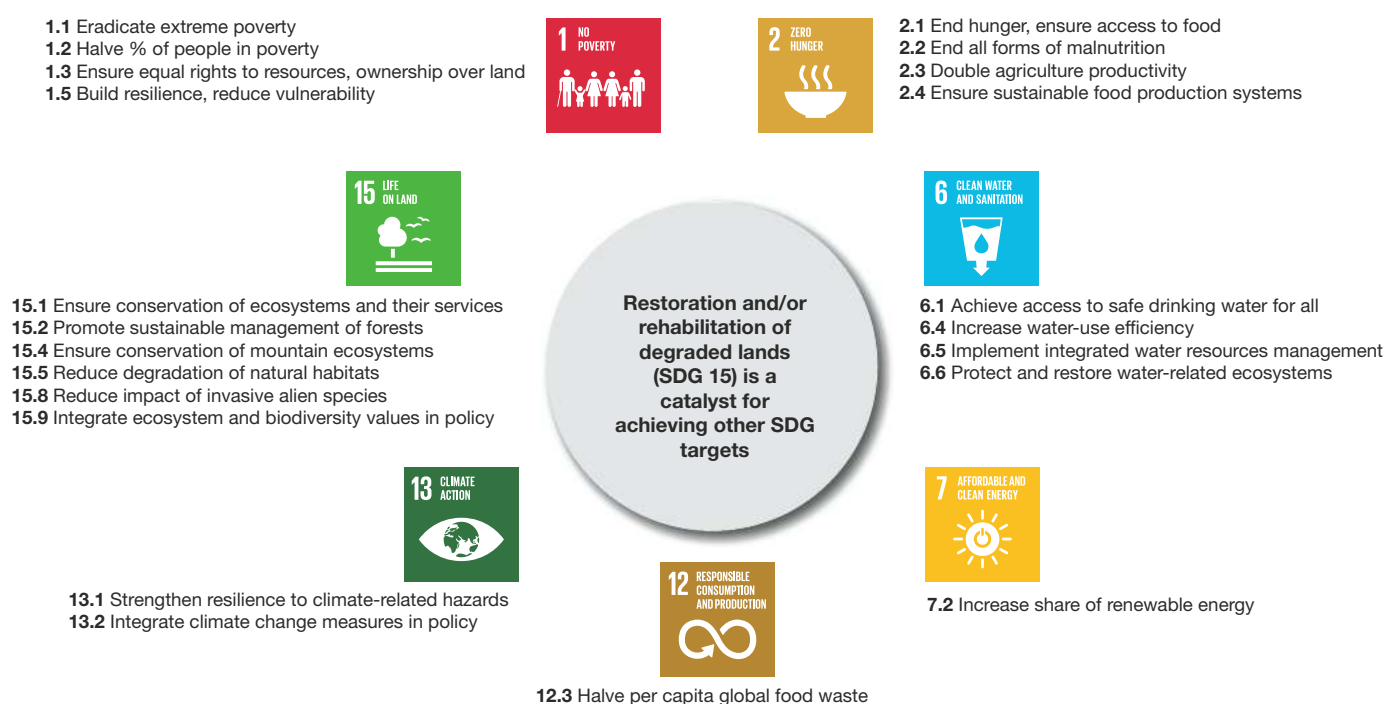 1.1 Eradicate extreme poverty
1.2 Halve % of people in poverty
1.3 Ensure equal rights to resources, ownership over land
1.5 Build resilience, reduce vulnerability
1 NO
POVERTY
2 ZERO
HUNGER
2.1 End hunger, ensure access to food
2.2 End all forms of malnutrition
2.3 Double agriculture productivity
2.4 Ensure sustainable food production systems
15 LIFE
ON LAND
15.1 Ensure conservation of ecosystems and their services
15.2 Promote sustainable management of forests
15.4 Ensure conservation of mountain ecosystems
15.5 Reduce degradation of natural habitats
15.8 Reduce impact of invasive alien species
15.9 Integrate ecosystem and biodiversity values in policy
Restoration and/or
rehabilitation of
degraded lands
(SDG 15) is a
catalyst for
achieving other SDG
targets
6 CLEAN WATER
AND SANITATION
6.1 Achieve access to safe drinking water for all
6.4 Increase water-use efficiency
6.5 Implement integrated water resources management
6.6 Protect and restore water-related ecosystems
13 CLIMATE
ACTION
13.1 Strengthen resilience to climate-related hazards
13.2 Integrate climate change measures in policy
12 RESPONSIBLE
CONSUMPTION
AND PRODUCTION
12.3 Halve per capita global food waste
7 AFFORDABLE AND
CLEAN ENERGY
7.2 Increase share of renewable energy